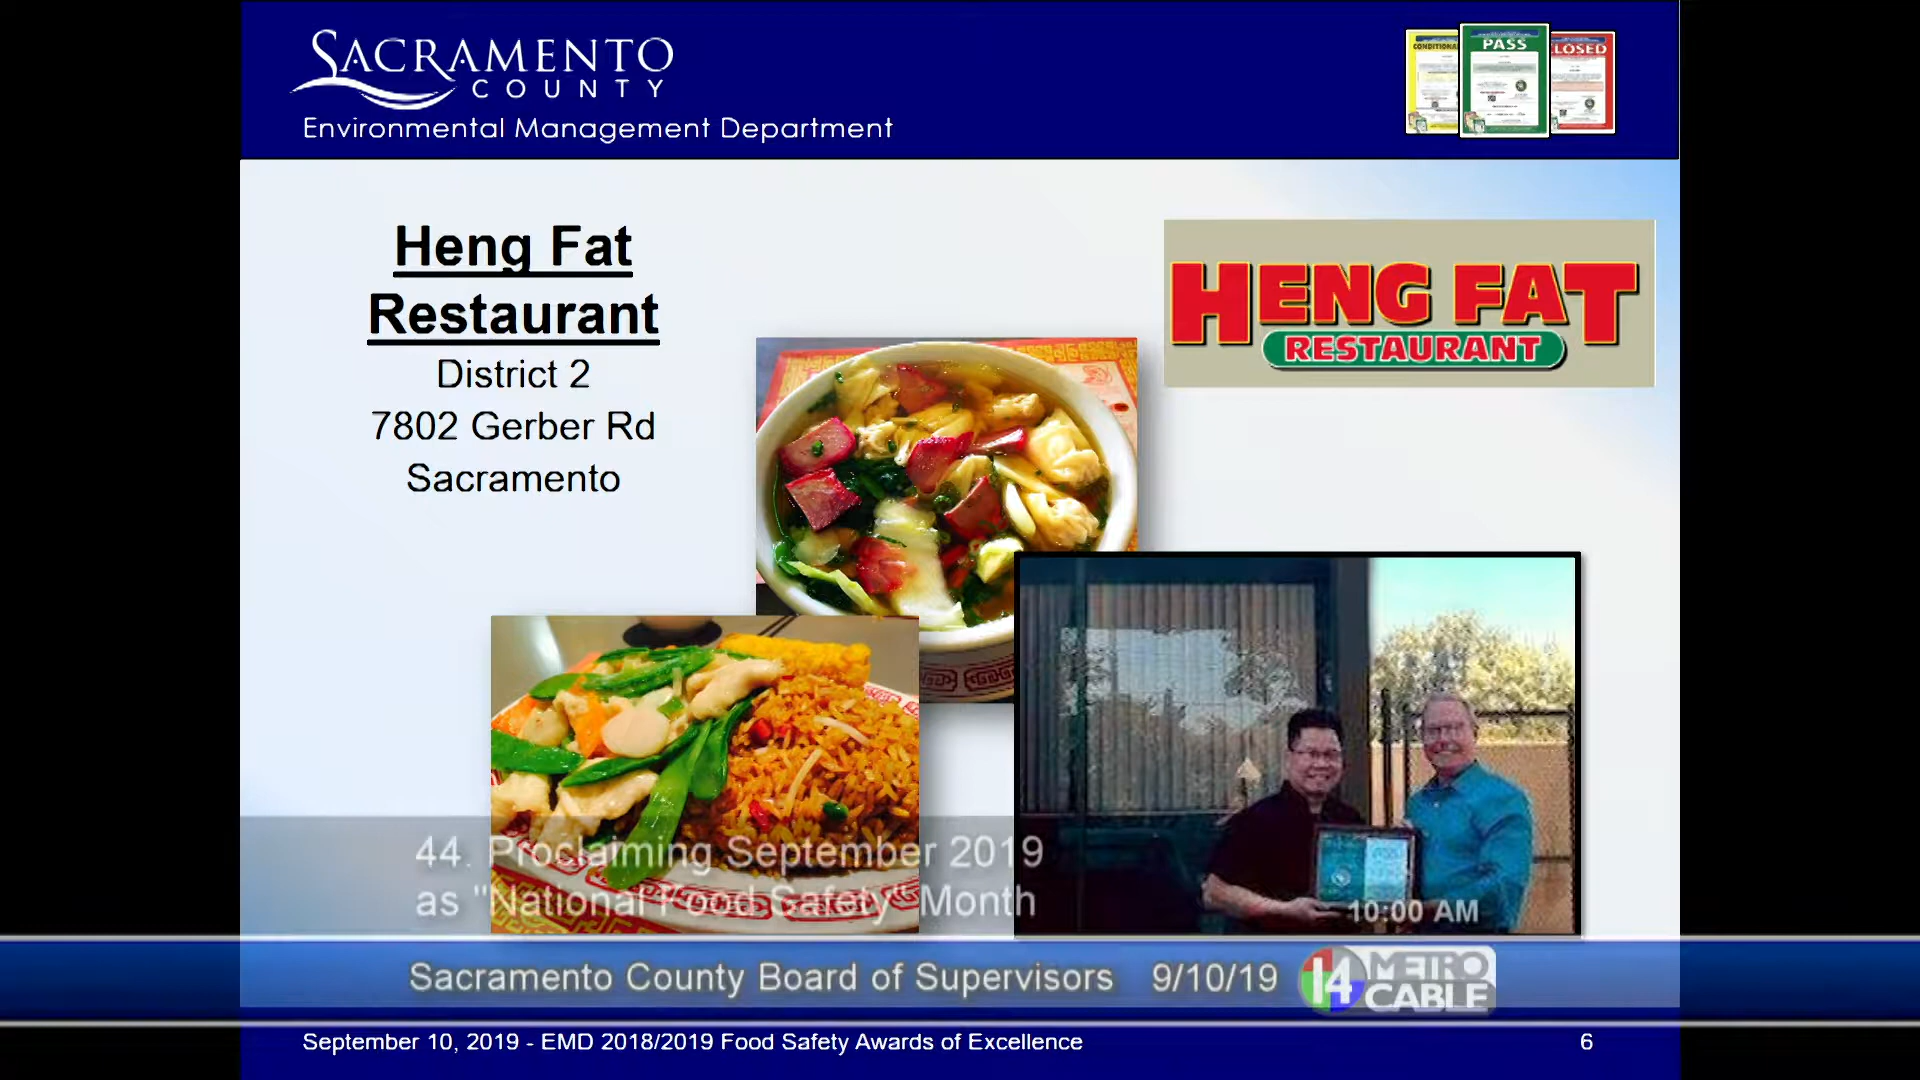 SACRAMENTO
COUNTY
Environmental Management Department
CONDITIONAL
PASS
CLOSED
Heng Fat
Restaurant
District 2
7802 Gerber Rd
Sacramento
HENG FAT
RESTAURANT
44. Proclaiming September 2019
as "National Food Safety" Month
10:00 AM
Sacramento County Board of Supervisors 9/10/19
14 METRO
CABLE
September 10, 2019 - EMD 2018/2019 Food Safety Awards of Excellence
6